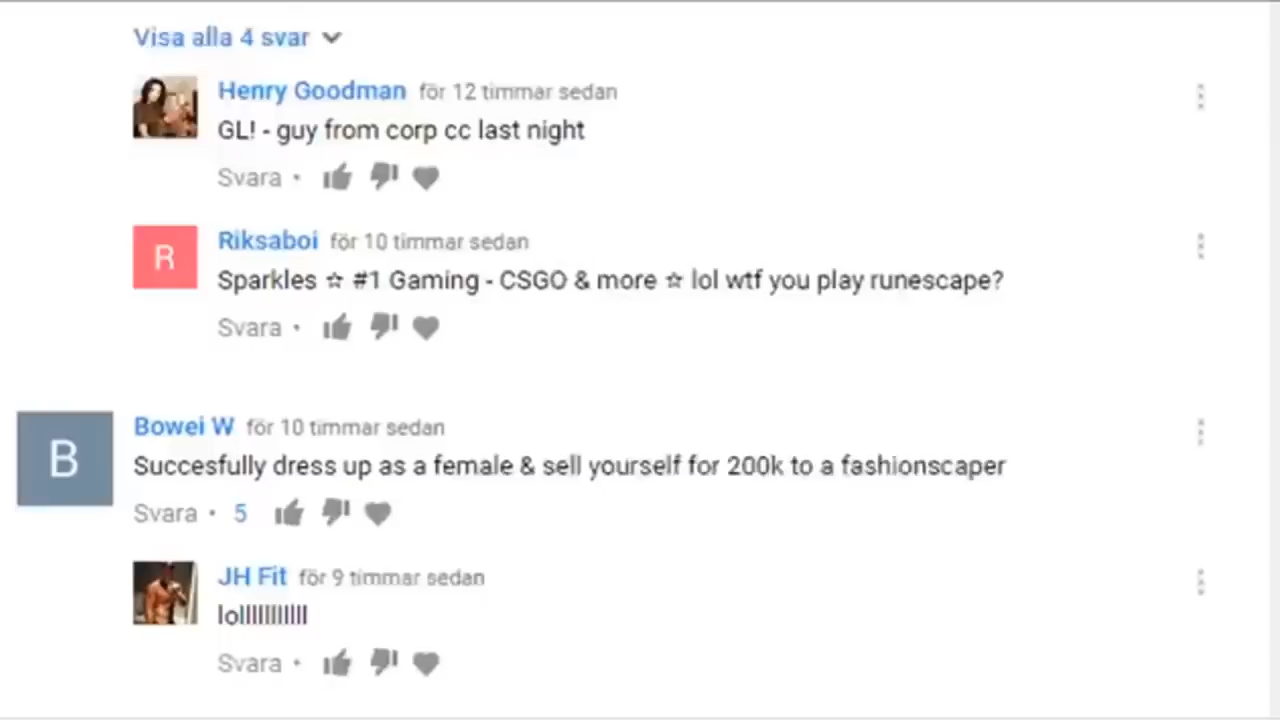 Visa alla 4 svar
Henry Goodman för 12 timmar sedan
GL! - guy from corp cc last night
Svara •
R
Riksaboi för 10 timmar sedan
Sparkles ☆ #1 Gaming - CSGO & more ☆ lol wtf you play runescape?
Svara •
B
Bowei W för 10 timmar sedan
Succesfully dress up as a female & sell yourself for 200k to a fashionscaper
Svara • 5
JH Fit för 9 timmar sedan
lolllllllllll
Svara •